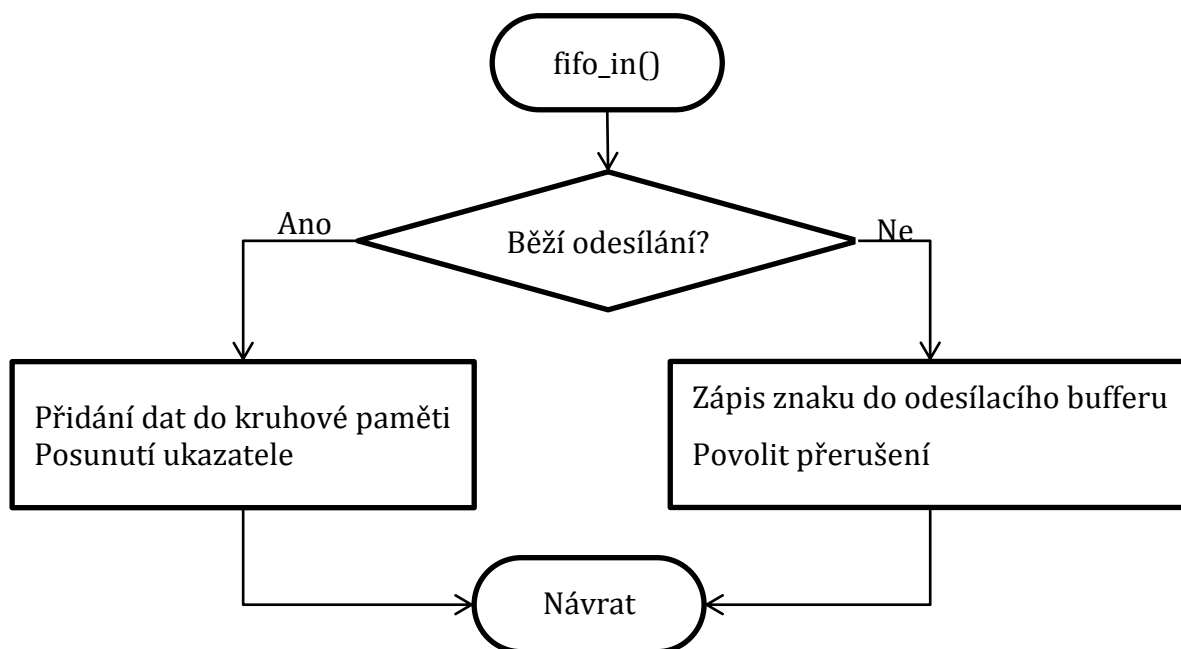 fifo_in()
Ano
Ne
Běží odesílání?
Přidání dat do kruhové paměti
Posunutí ukazatele
Zápis znaku do odesílacího bufferu
Povolit přerušení
Návrat